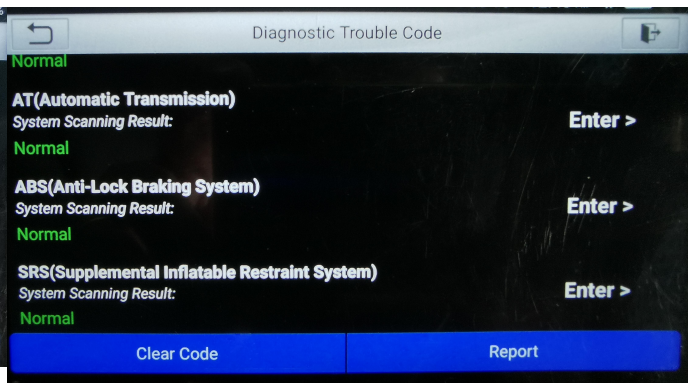 Diagnostic Trouble Code
Normal
AT(Automatic Transmission)
System Scanning Result:
Enter >
Normal
ABS(Anti-Lock Braking System)
System Scanning Result:
Enter >
Normal
SRS(Supplemental Inflatable Restraint System)
System Scanning Result:
Enter >
Normal
Clear Code
Report